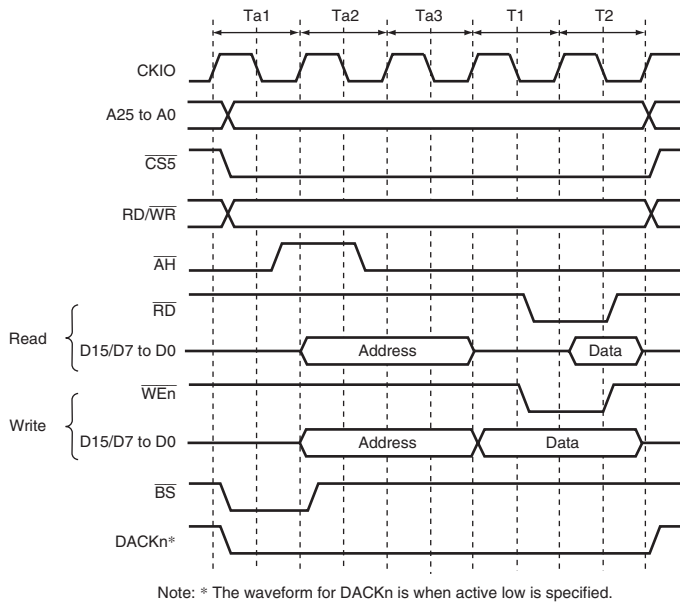 Ta1 Ta2 Ta3 T1 T2
CKIO
A25 to A0
CS5
RD/WR
AH
RD
Read
D15/D7 to D0 Address Data
WEn
Write
D15/D7 to D0 Address Data
BS
DACKn*
Note: * The waveform for DACKn is when active low is specified.